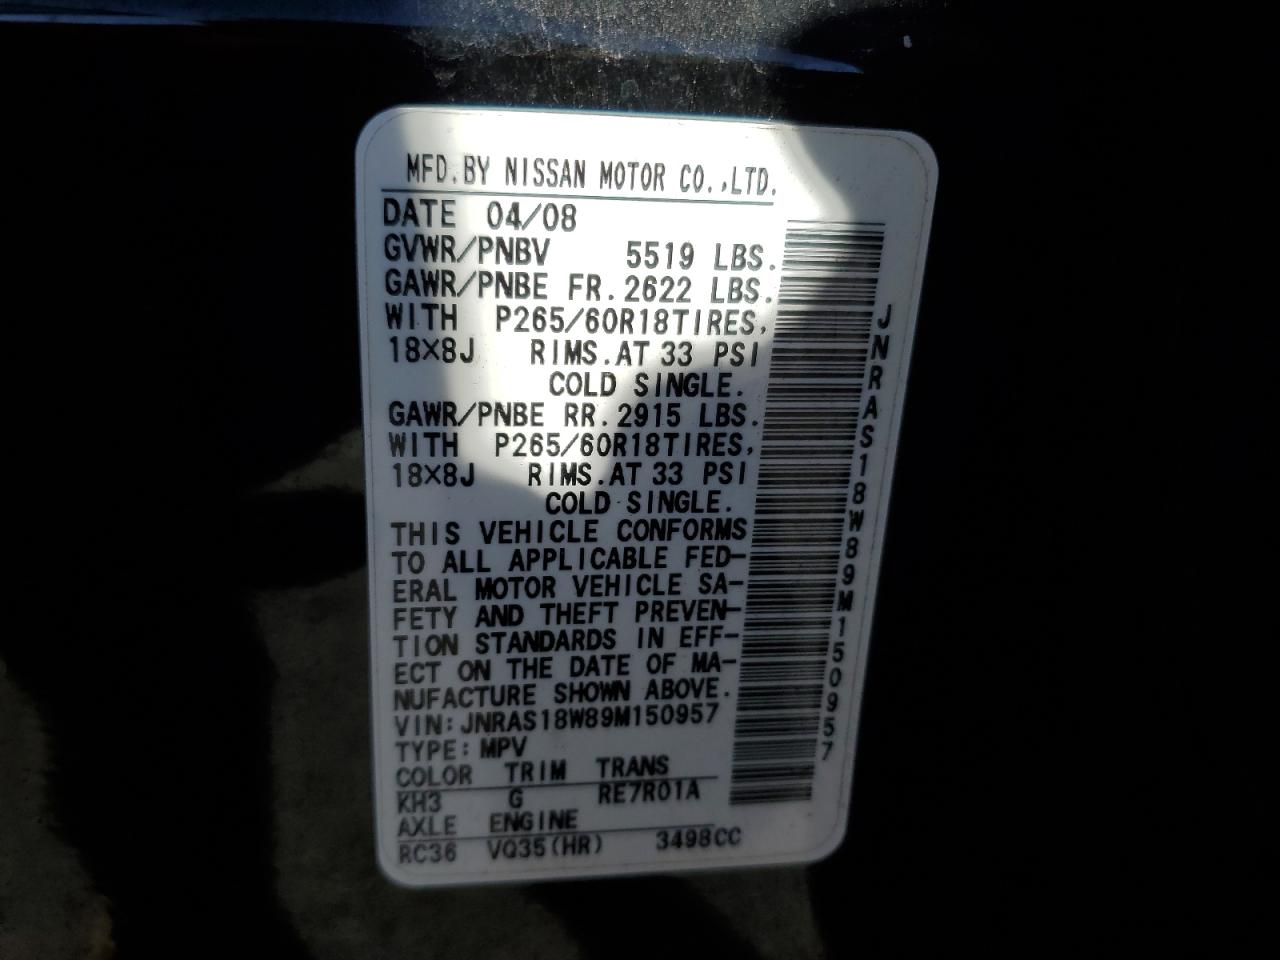 MFD.BY NISSAN MOTOR CO.,LTD.
DATE 04/08
GVWR/PNBV 5519 LBS.
GAWR/PNBE FR.2622 LBS.
WITH P265/60R18TIRES,
18×8J RIMS.AT 33 PSI
COLD SINGLE.
GAWR/PNBE RR.2915 LBS.
WITH P265/60R18TIRES,
18×8J RIMS.AT 33 PSI
COLD SINGLE.
THIS VEHICLE CONFORMS
TO ALL APPLICABLE FED-
ERAL MOTOR VEHICLE SA-
FETY AND THEFT PREVEN-
TION STANDARDS IN EFF-
ECT ON THE DATE OF MA-
NUFACTURE SHOWN ABOVE.
VIN:JNRAS18W89M150957
TYPE:MPV
COLOR TRIM TRANS
KH3 G RE7R01A
AXLE ENGINE
RC36 VQ35(HR) 3498CC
JNRAS18W89M150957